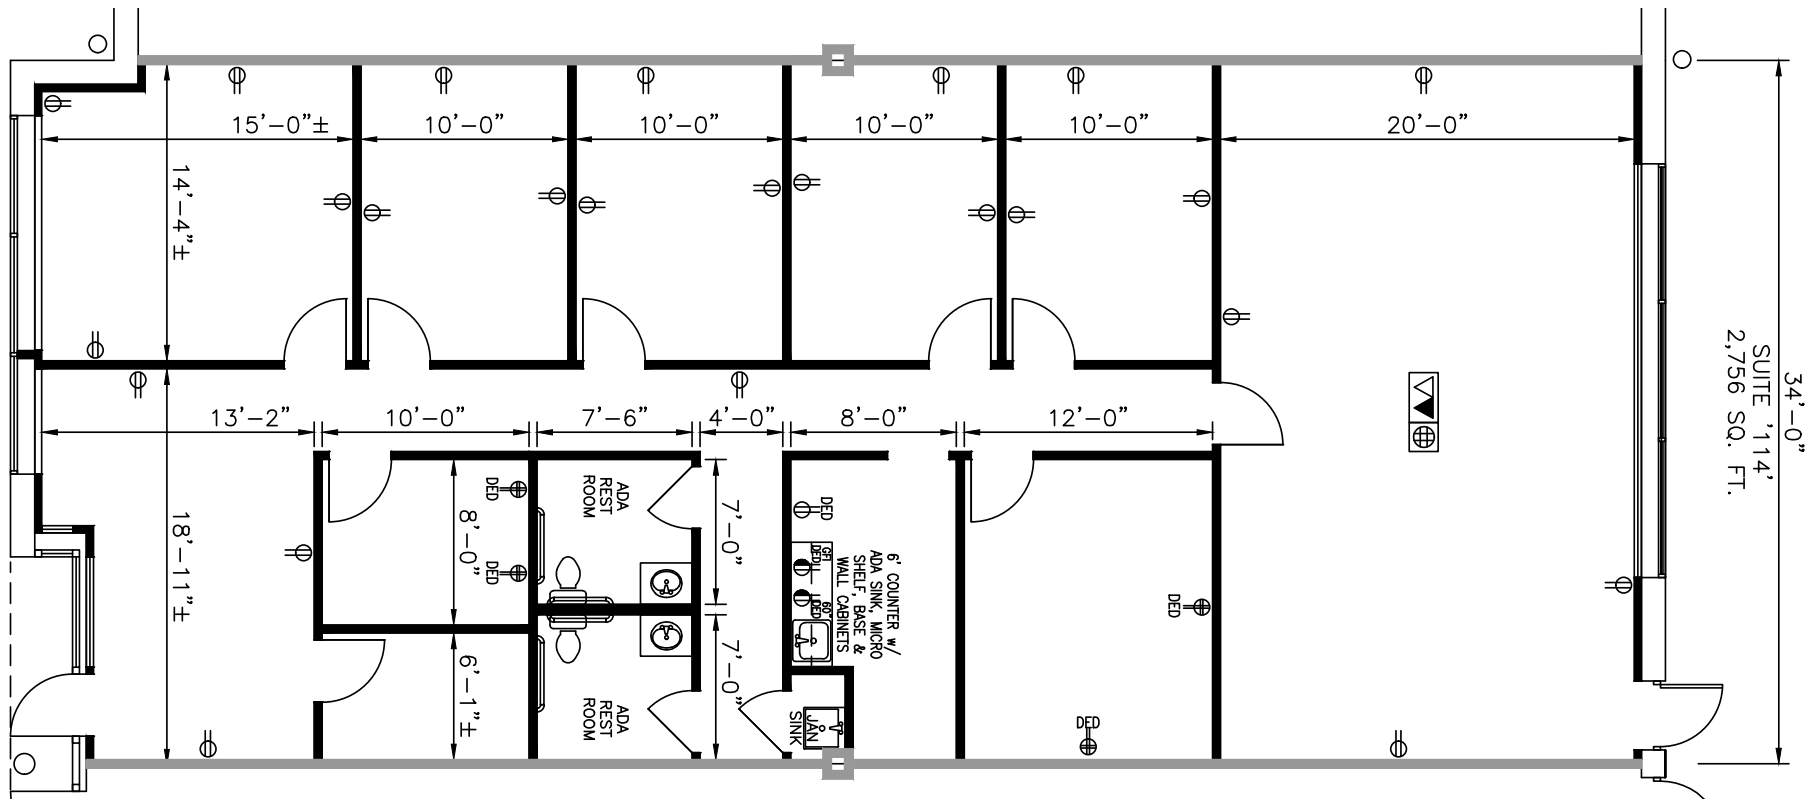 15'-0"±
10'-0"
10'-0"
10'-0"
10'-0"
20'-0"
14'-4"±
34'-0"
SUITE '114'
2,756 SQ. FT.
13'-2"
10'-0"
7'-6"
4'-0"
8'-0"
12'-0"
18'-11"±
8'-0"
6'-1"±
DED
DED
ADA
REST
ROOM
ADA
REST
ROOM
7'-0"
7'-0"
DED
GFI
DED
60"
DED
6' COUNTER w/
ADA SINK, MICRO
SHELF, BASE &
WALL CABINETS
JAN
SINK
DED
DED